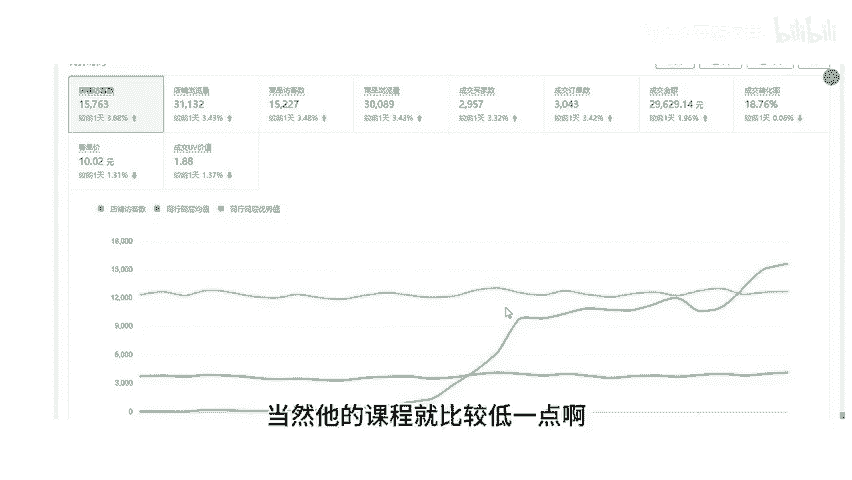 bilibili
店铺访客数 店铺浏览量 商品访客数 商品浏览量 成交买家数 成交订单数 成交金额 成交转化率
15,763 31,132 15,227 30,089 2,957 3,043 29,629.14 元 18.76%
较前1天 3.88% 较前1天 3.43% 较前1天 3.48% 较前1天 3.43% 较前1天 3.32% 较前1天 3.42% 较前1天 1.96% 较前1天 0.06%
客单价 成交UV价值
10.02 元 1.88
较前1天 1.31% 较前1天 1.37%
店铺访客数 同行同层均值 同行同层优秀值
18,000
15,000
12,000
9,000
6,000
3,000
0
当然他的课程就比较低一点啊